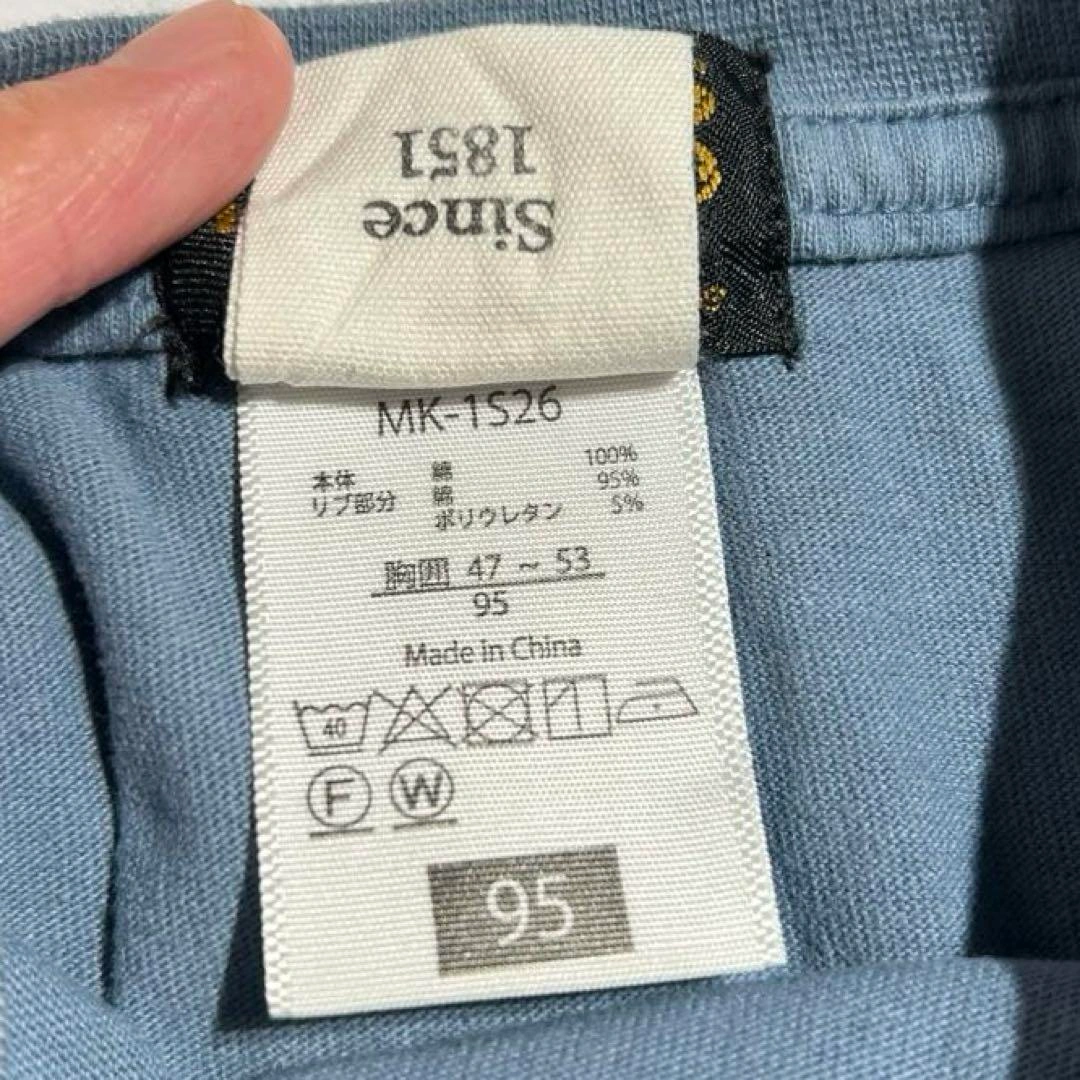 Since
1851
MK-1S26
本体 綿 100%
リブ部分 綿 95%
ポリウレタン 5%
胸囲 47 ~ 53
95
Made in China
40
F W
95